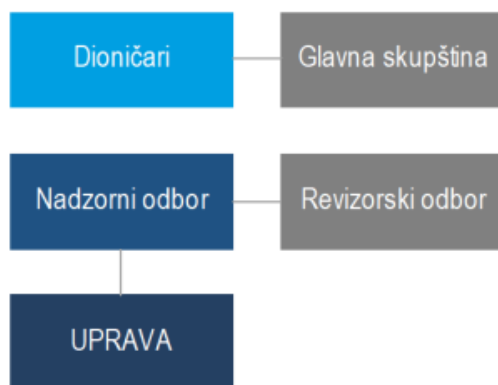 Dioničari
Glavna skupština
Nadzorni odbor
Revizorski odbor
UPRAVA